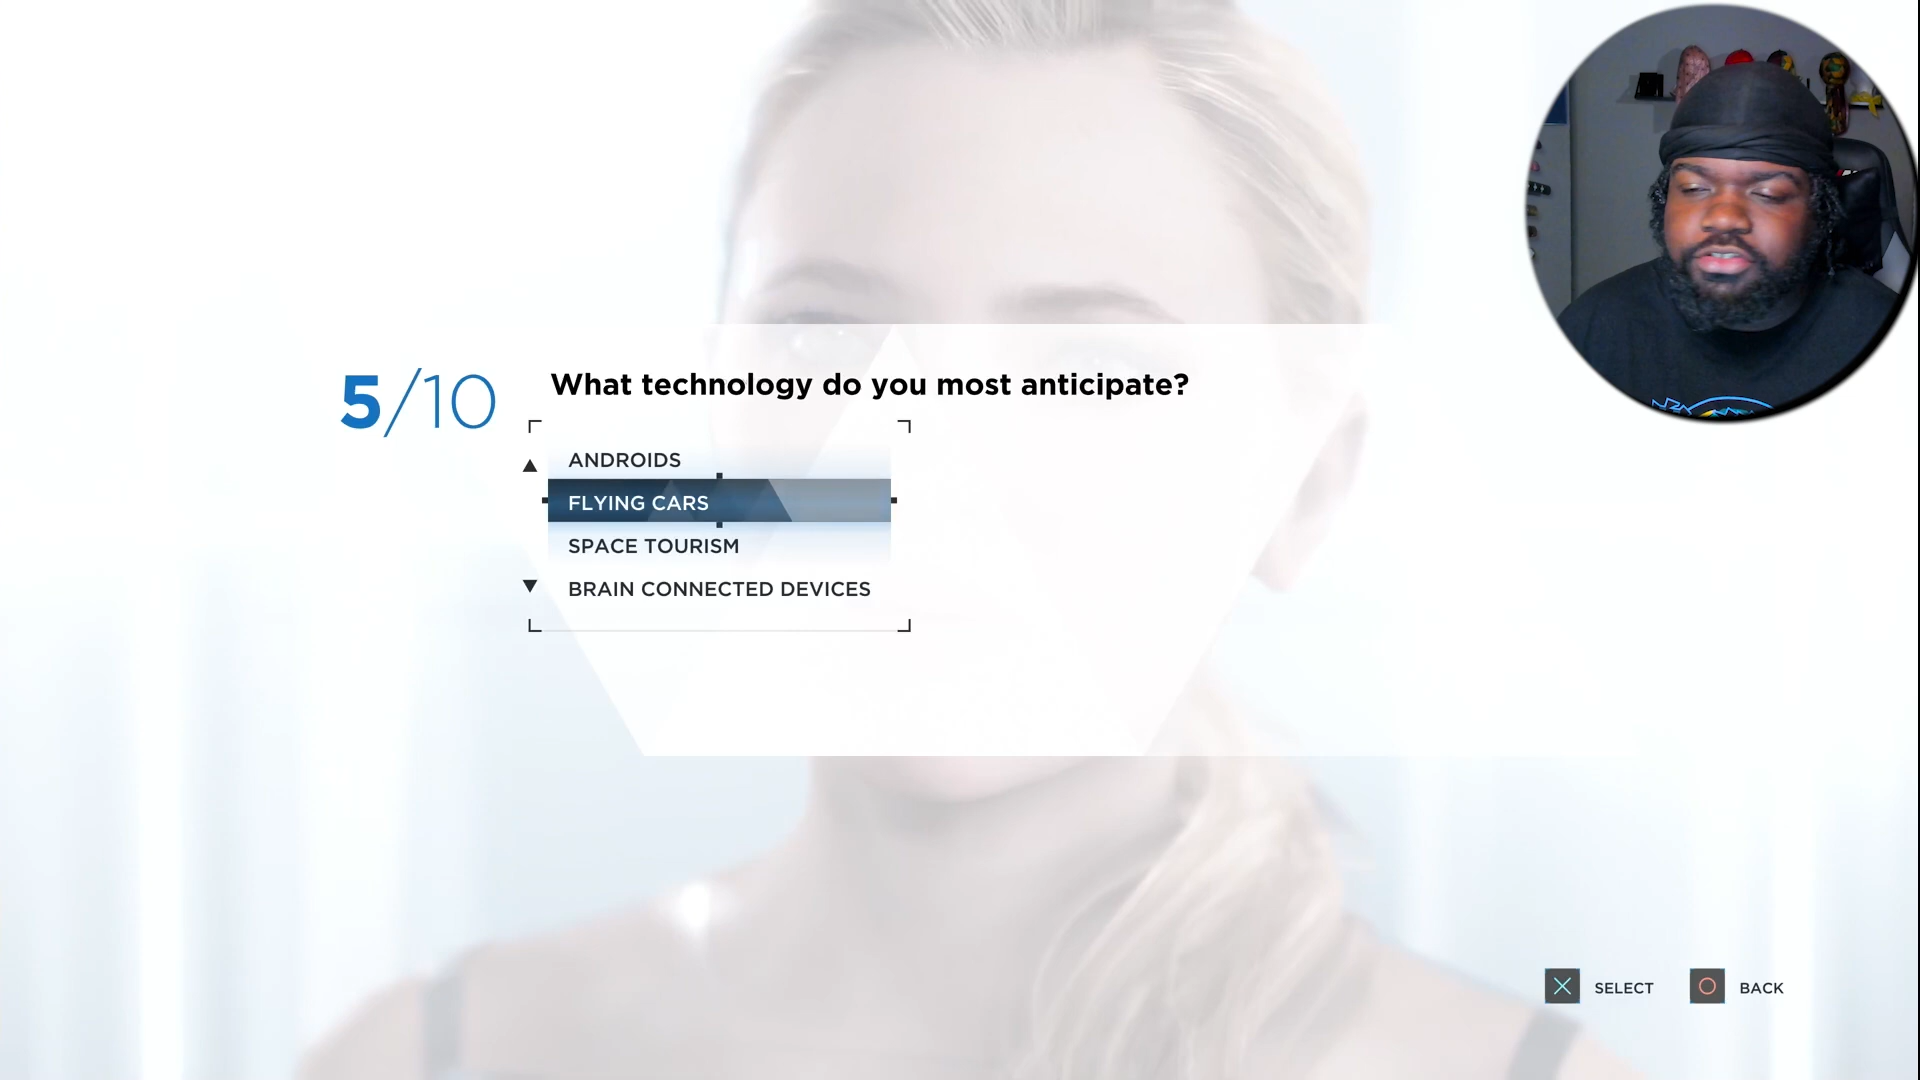 5/10
What technology do you most anticipate?
ANDROIDS
FLYING CARS
SPACE TOURISM
BRAIN CONNECTED DEVICES
SELECT
BACK